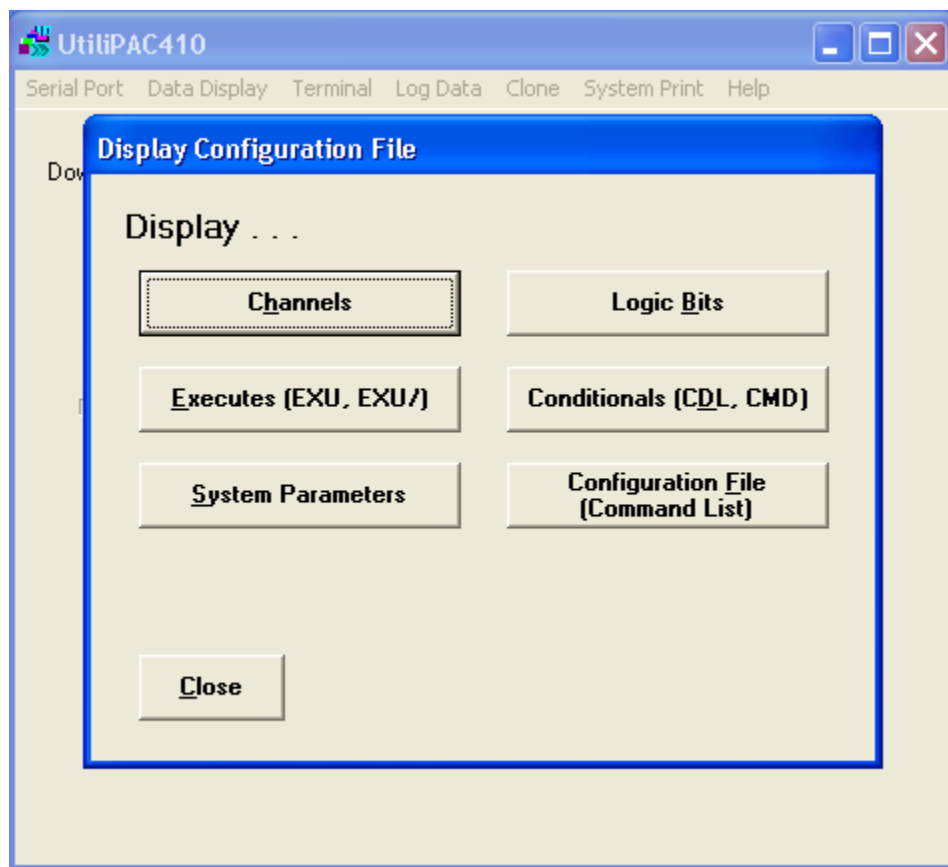 UtiliPAC410
Serial Port Data Display Terminal Log Data Clone System Print Help
Display Configuration File
Display . . .
Channels
Logic Bits
Executes (EXU, EXU/)
Conditionals (CDL, CMD)
System Parameters
Configuration File
(Command List)
Close